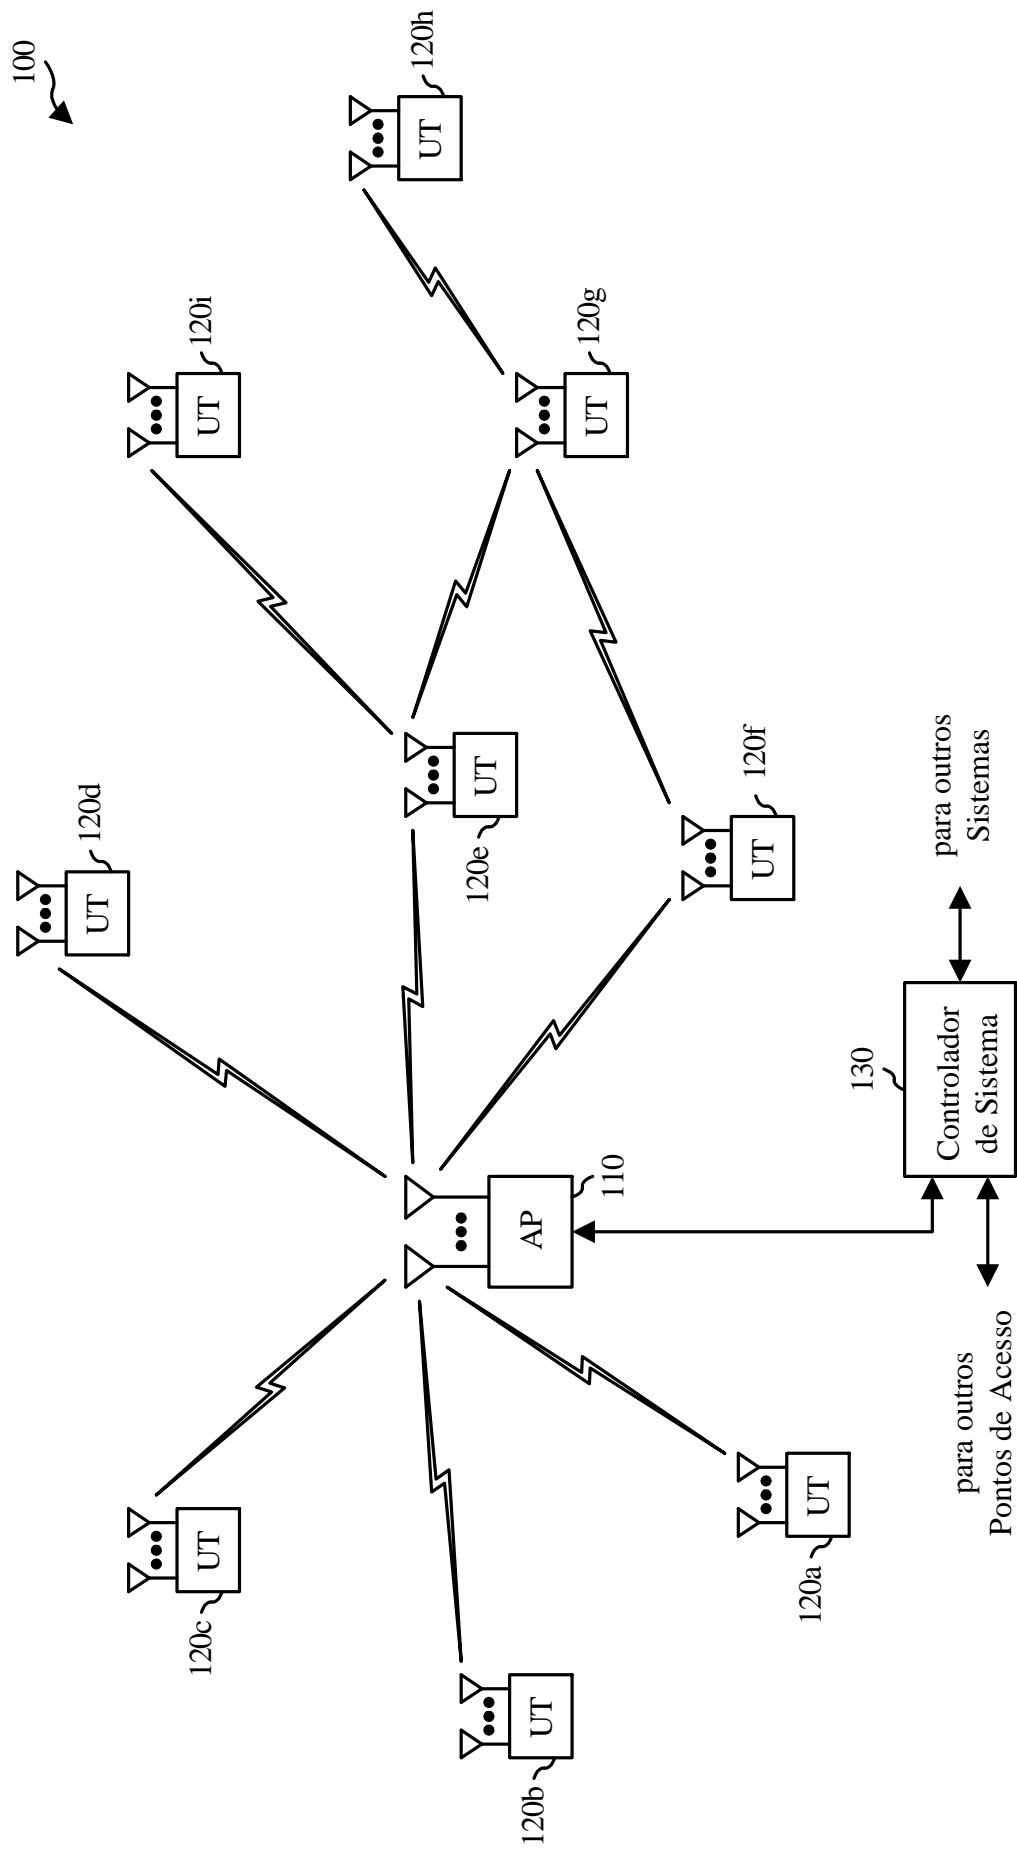 100
120h
UT
120i
UT
120g
UT
120d
UT
120e
UT
120f
UT
AP
110
120c
UT
120b
UT
120a
UT
130
Controlador
de Sistema
para outros
Sistemas
para outros
Pontos de Acesso